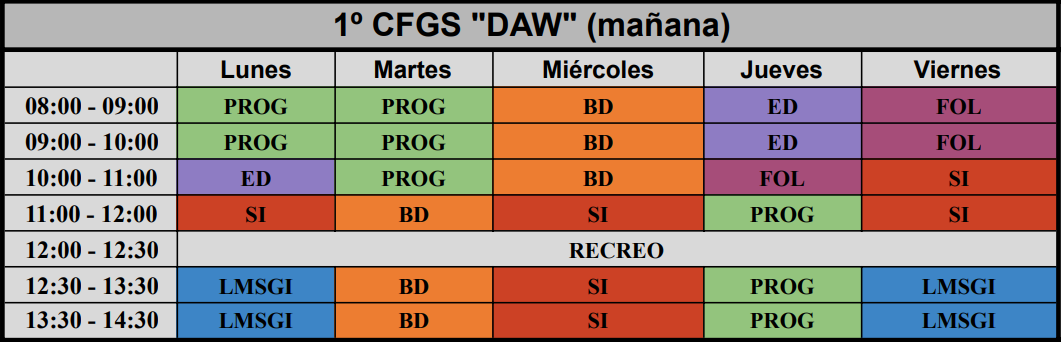 1º CFGS "DAW" (mañana)
Lunes Martes Miércoles Jueves Viernes
08:00 - 09:00 PROG PROG BD ED FOL
09:00 - 10:00 PROG PROG BD ED FOL
10:00 - 11:00 ED PROG BD FOL SI
11:00 - 12:00 SI BD SI PROG SI
12:00 - 12:30 RECREO
12:30 - 13:30 LMSGI BD SI PROG LMSGI
13:30 - 14:30 LMSGI BD SI PROG LMSGI